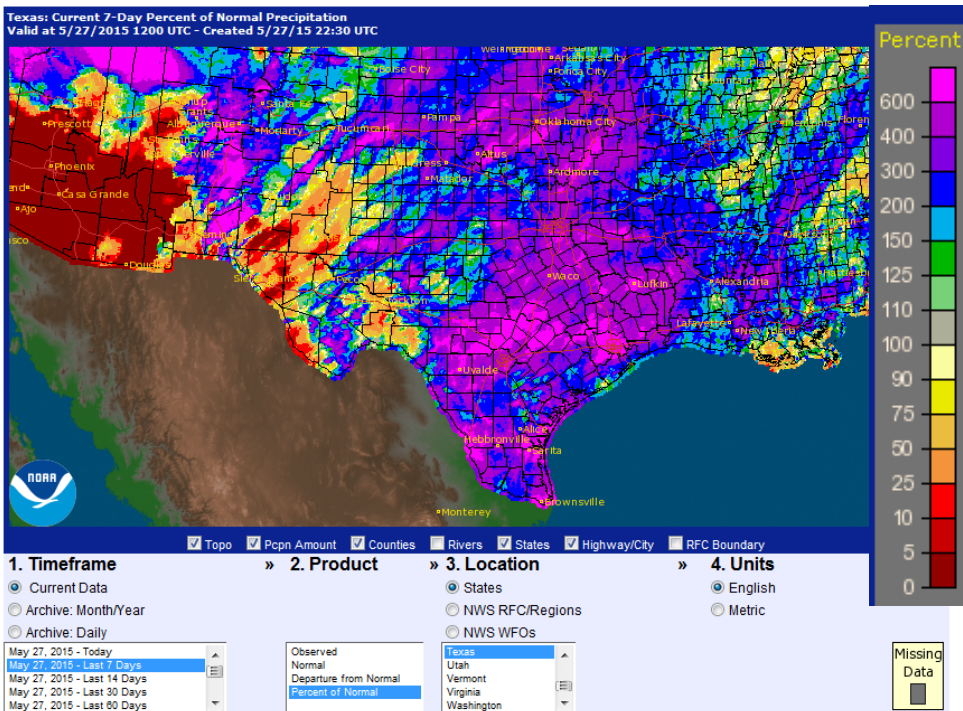 Texas: Current 7-Day Percent of Normal Precipitation
Valid at 5/27/2015 1200 UTC - Created 5/27/15 22:30 UTC
Percent
600
400
300
200
150
125
110
100
90
75
50
25
10
5
0
Arkansas City
Ponca City
Boise City
Santa Fe
Prescott
Albuquerque
Moriarty
Tucumcari
Pampa
Oklahoma City
Memphis
Phoenix
Altus
Matador
Ardmore
Casa Grande
Ajo
Waco
Lufkin
Alexandria
Lafayette
New Iberia
Uvalde
Alice
Hebbronville
Sarita
Brownsville
Monterey
NOAA
Topo
Pcpn Amount
Counties
Rivers
States
Highway/City
RFC Boundary
1. Timeframe » 2. Product » 3. Location » 4. Units
Current Data
Archive: Month/Year
Archive: Daily
May 27, 2015 - Today
May 27, 2015 - Last 7 Days
May 27, 2015 - Last 14 Days
May 27, 2015 - Last 30 Days
May 27, 2015 - Last 60 Days
Observed
Normal
Departure from Normal
Percent of Normal
States
NWS RFC/Regions
NWS WFOs
Texas
Utah
Vermont
Virginia
Washington
English
Metric
Missing
Data